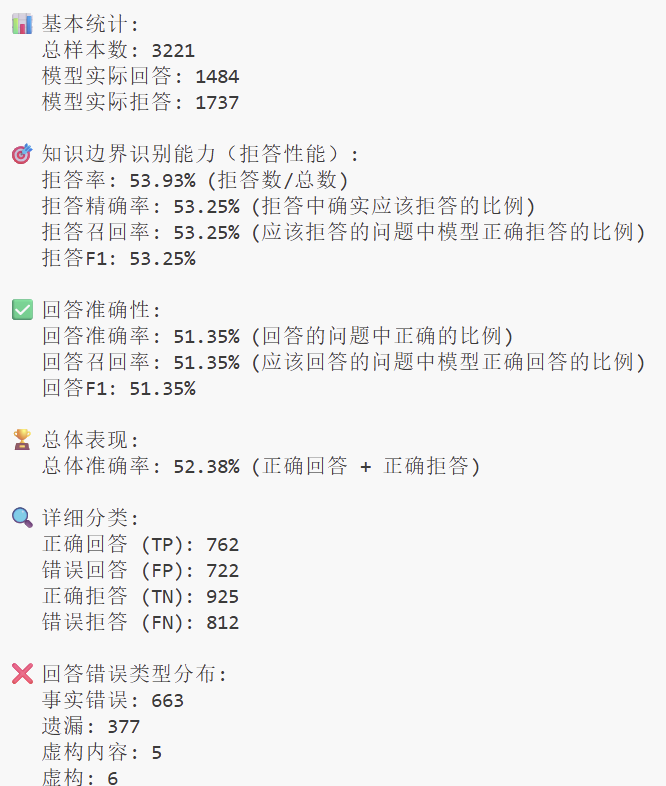 📊 基本统计:
总样本数: 3221
模型实际回答: 1484
模型实际拒答: 1737
🎯 知识边界识别能力（拒答性能）:
拒答率: 53.93% (拒答数/总数)
拒答精确率: 53.25% (拒答中确实应该拒答的比例)
拒答召回率: 53.25% (应该拒答的问题中模型正确拒答的比例)
拒答F1: 53.25%
✅ 回答准确性:
回答准确率: 51.35% (回答的问题中正确的比例)
回答召回率: 51.35% (应该回答的问题中模型正确回答的比例)
回答F1: 51.35%
🏆 总体表现:
总体准确率: 52.38% (正确回答 + 正确拒答)
🔍 详细分类:
正确回答 (TP): 762
错误回答 (FP): 722
正确拒答 (TN): 925
错误拒答 (FN): 812
❌ 回答错误类型分布:
事实错误: 663
遗漏: 377
虚构内容: 5
虚构: 6